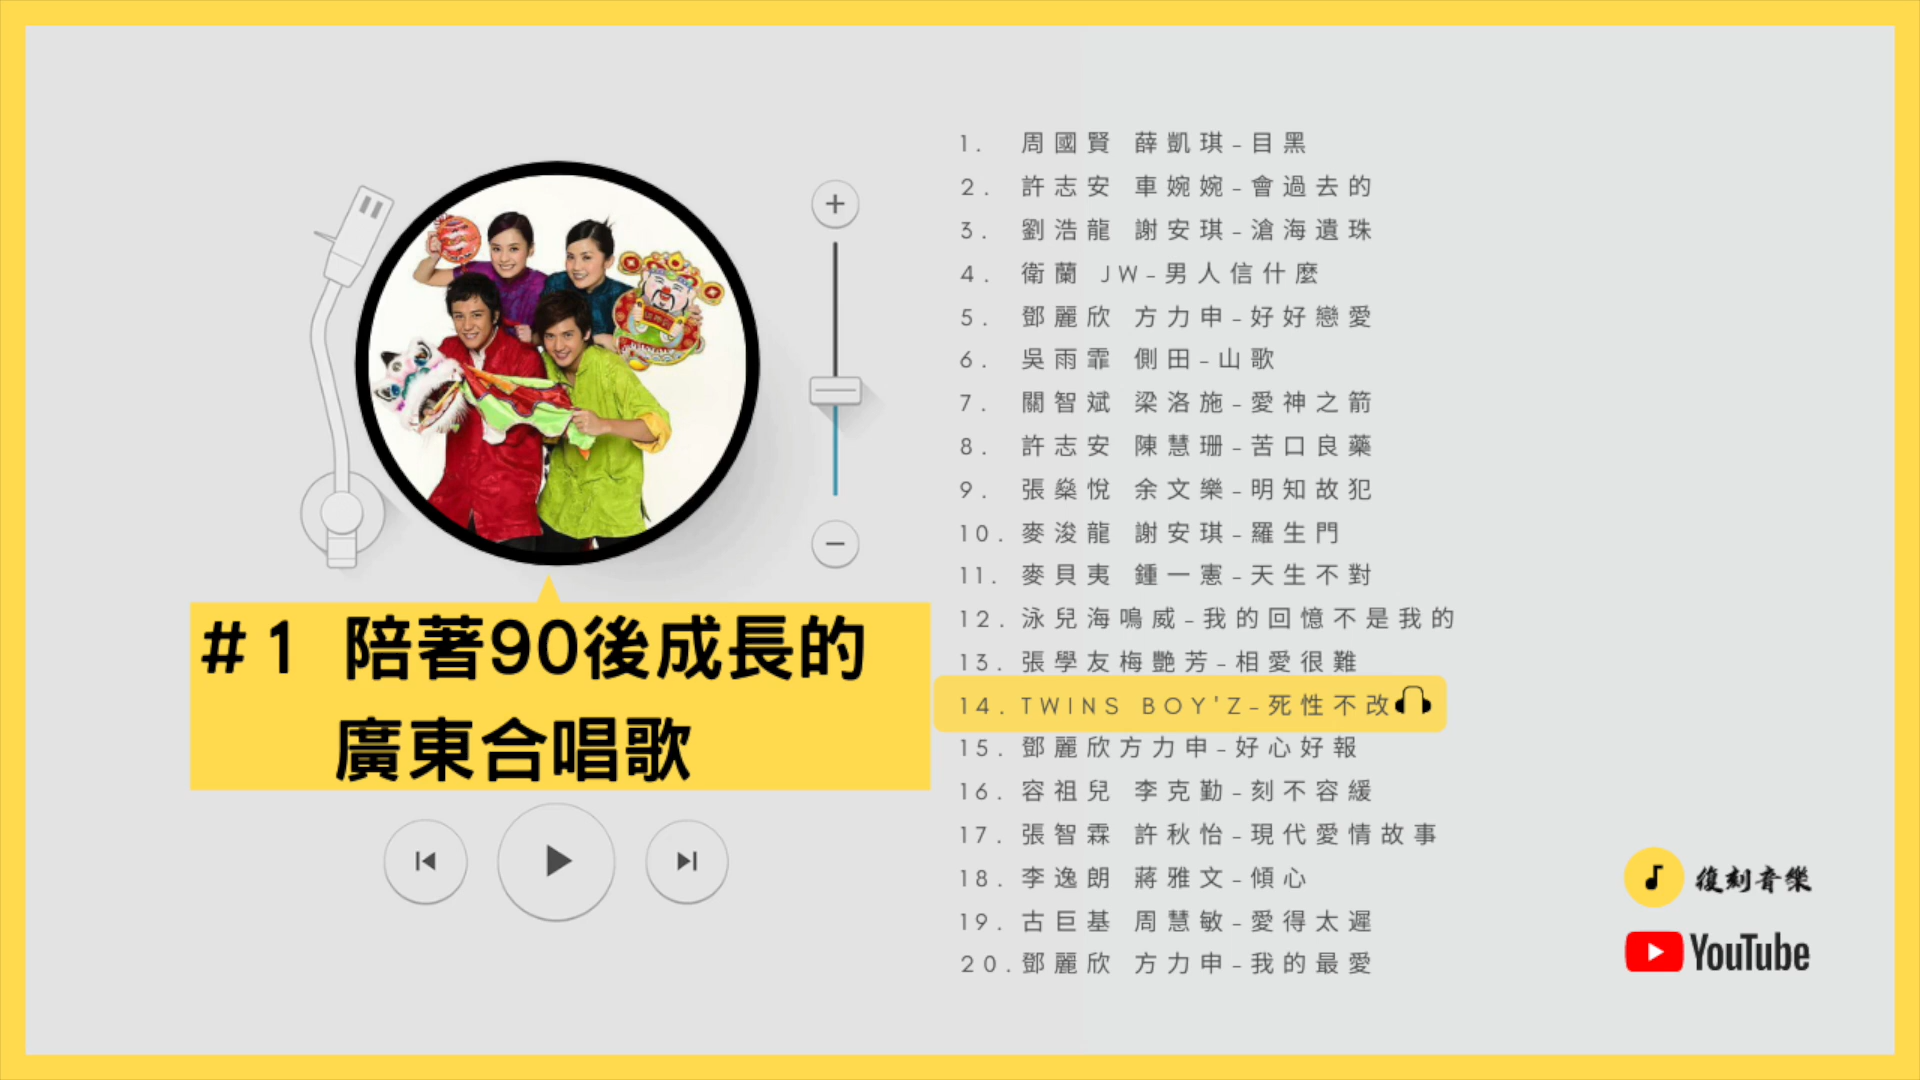 #1 陪著90後成長的
廣東合唱歌
1. 周國賢 薛凱琪-目黑
2. 許志安 車婉婉-會過去的
3. 劉浩龍 謝安琪-滄海遺珠
4. 衛蘭 JW-男人信什麼
5. 鄧麗欣 方力申-好好戀愛
6. 吳雨霏 側田-山歌
7. 關智斌 梁洛施-愛神之箭
8. 許志安 陳慧珊-苦口良藥
9. 張燊悅 余文樂-明知故犯
10. 麥浚龍 謝安琪-羅生門
11. 麥貝夷 鍾一憲-天生不對
12. 泳兒海鳴威-我的回憶不是我的
13. 張學友梅艷芳-相愛很難
14. TWINS BOY'Z-死性不改
15. 鄧麗欣方力申-好心好報
16. 容祖兒 李克勤-刻不容緩
17. 張智霖 許秋怡-現代愛情故事
18. 李逸朗 蔣雅文-傾心
19. 古巨基 周慧敏-愛得太遲
20. 鄧麗欣 方力申-我的最愛
復刻音樂
YouTube